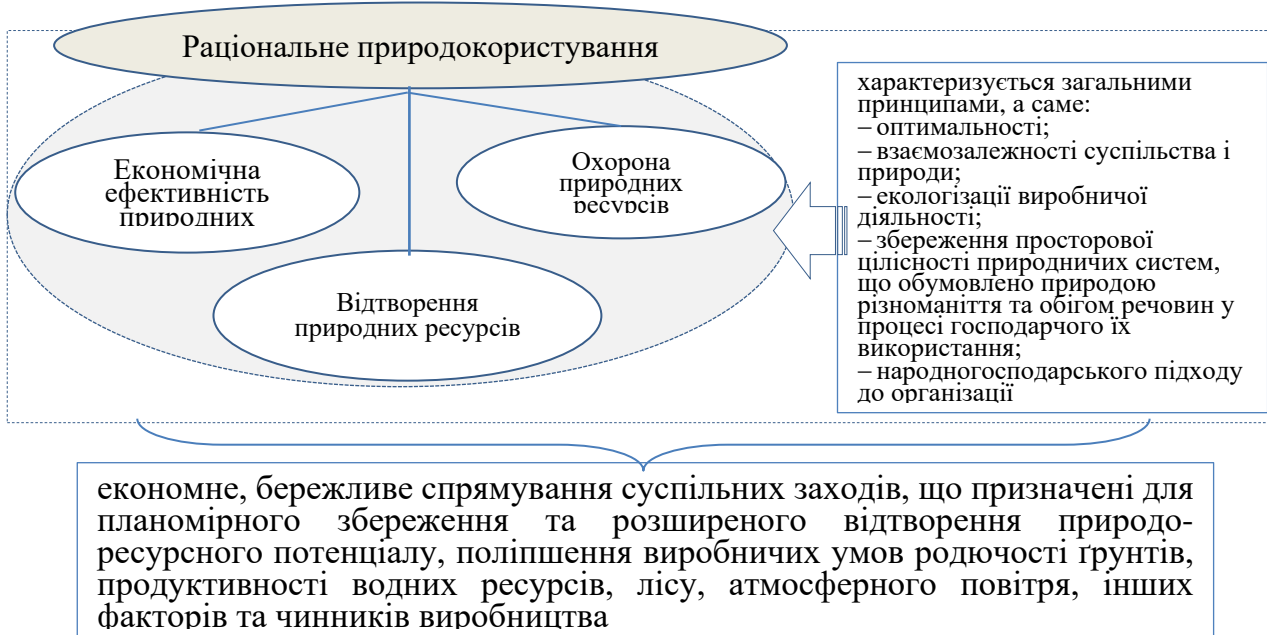 Раціональне природокористування
Економічна
ефективність
природних
Охорона
природних
ресурсів
Відтворення
природних ресурсів
характеризується загальними
принципами, а саме:
– оптимальності;
– взаємозалежності суспільства і
природи;
– екологізації виробничої
діяльності;
– збереження просторової
цілісності природничих систем,
що обумовлено природою
різноманіття та обігом речовин у
процесі господарчого їх
використання;
– народногосподарського підходу
до організації
економне, бережливе спрямування суспільних заходів, що призначені для
планомірного збереження та розширеного відтворення природо-
ресурсного потенціалу, поліпшення виробничих умов родючості ґрунтів,
продуктивності водних ресурсів, лісу, атмосферного повітря, інших
факторів та чинників виробництва